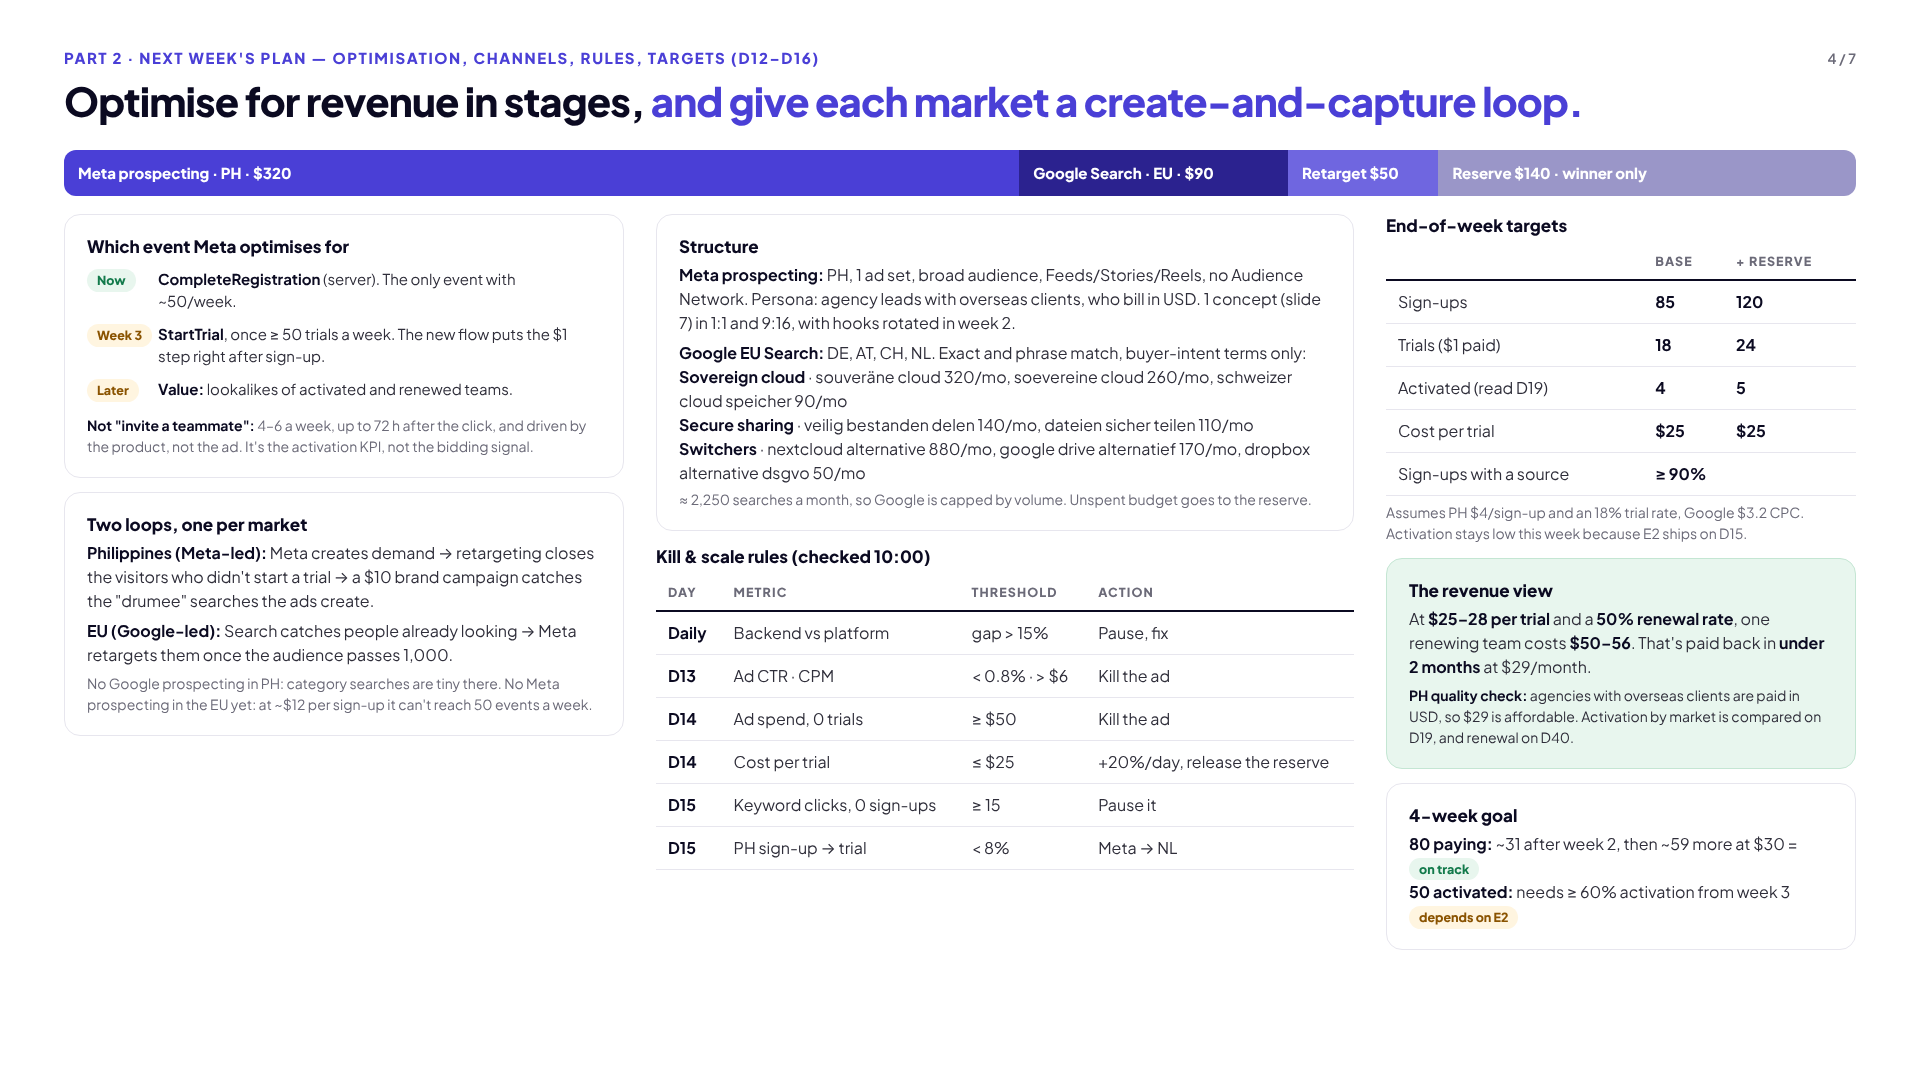 PART 2 · NEXT WEEK'S PLAN — OPTIMISATION, CHANNELS, RULES, TARGETS (D12–D16)
4 / 7
Optimise for revenue in stages, and give each market a create-and-capture loop.
Meta prospecting · PH · $320
Google Search · EU · $90
Retarget $50
Reserve $140 · winner only
Which event Meta optimises for
Now CompleteRegistration (server). The only event with
~50/week.
Week 3 StartTrial, once ≥ 50 trials a week. The new flow puts the $1
step right after sign-up.
Later Value: lookalikes of activated and renewed teams.
Not "invite a teammate": 4–6 a week, up to 72 h after the click, and driven by
the product, not the ad. It's the activation KPI, not the bidding signal.
Two loops, one per market
Philippines (Meta-led): Meta creates demand → retargeting closes
the visitors who didn't start a trial → a $10 brand campaign catches
the "drumee" searches the ads create.
EU (Google-led): Search catches people already looking → Meta
retargets them once the audience passes 1,000.
No Google prospecting in PH: category searches are tiny there. No Meta
prospecting in the EU yet: at ~$12 per sign-up it can't reach 50 events a week.
Structure
Meta prospecting: PH, 1 ad set, broad audience, Feeds/Stories/Reels, no Audience
Network. Persona: agency leads with overseas clients, who bill in USD. 1 concept (slide
7) in 1:1 and 9:16, with hooks rotated in week 2.
Google EU Search: DE, AT, CH, NL. Exact and phrase match, buyer-intent terms only:
Sovereign cloud · souveräne cloud 320/mo, soevereine cloud 260/mo, schweizer
cloud speicher 90/mo
Secure sharing · veilig bestanden delen 140/mo, dateien sicher teilen 110/mo
Switchers · nextcloud alternative 880/mo, google drive alternatief 170/mo, dropbox
alternative dsgvo 50/mo
≈ 2,250 searches a month, so Google is capped by volume. Unspent budget goes to the reserve.
Kill & scale rules (checked 10:00)
DAY METRIC THRESHOLD ACTION
Daily Backend vs platform gap > 15% Pause, fix
D13 Ad CTR · CPM < 0.8% · > $6 Kill the ad
D14 Ad spend, 0 trials ≥ $50 Kill the ad
D14 Cost per trial ≤ $25 +20%/day, release the reserve
D15 Keyword clicks, 0 sign-ups ≥ 15 Pause it
D15 PH sign-up → trial < 8% Meta → NL
End-of-week targets
BASE + RESERVE
Sign-ups 85 120
Trials ($1 paid) 18 24
Activated (read D19) 4 5
Cost per trial $25 $25
Sign-ups with a source ≥ 90%
Assumes PH $4/sign-up and an 18% trial rate, Google $3.2 CPC.
Activation stays low this week because E2 ships on D15.
The revenue view
At $25–28 per trial and a 50% renewal rate, one
renewing team costs $50–56. That's paid back in under
2 months at $29/month.
PH quality check: agencies with overseas clients are paid in
USD, so $29 is affordable. Activation by market is compared on
D19, and renewal on D40.
4-week goal
80 paying: ~31 after week 2, then ~59 more at $30 =
on track
50 activated: needs ≥ 60% activation from week 3
depends on E2